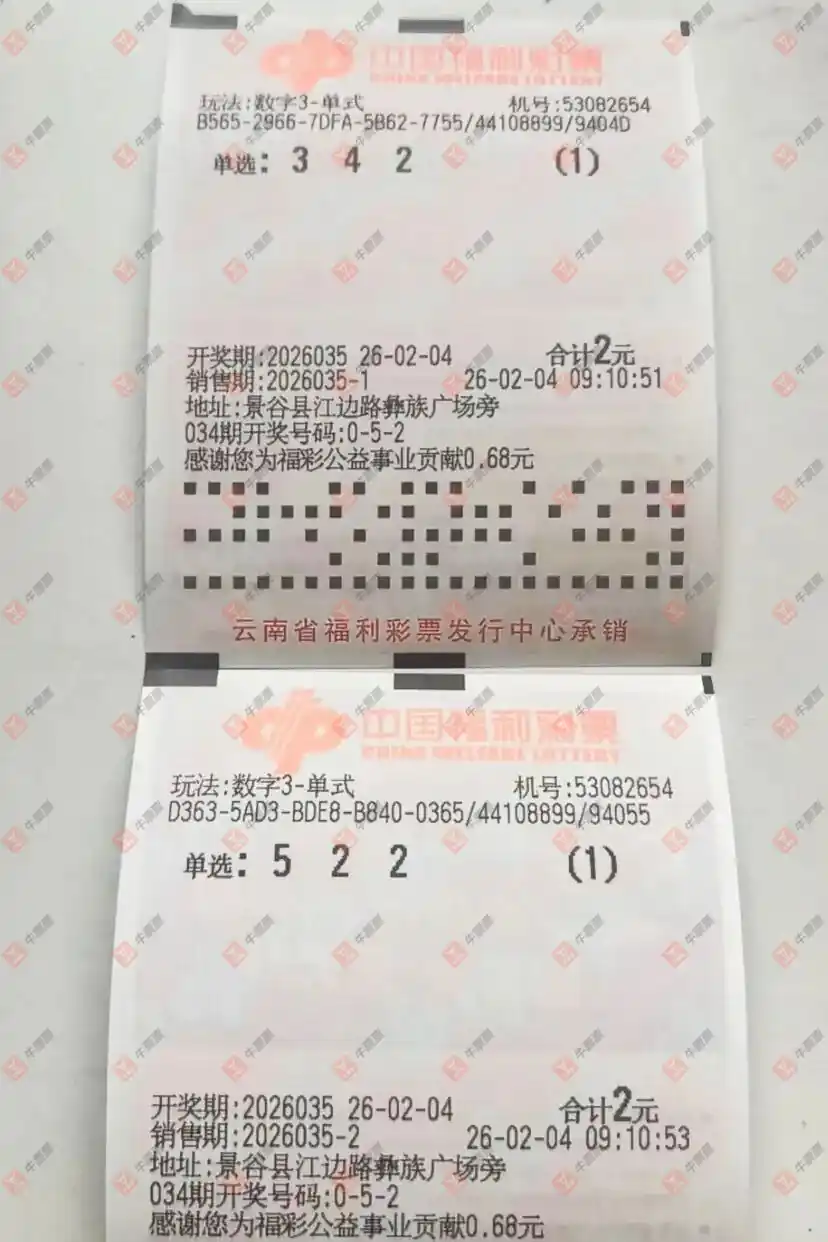 中国福利彩票
CHINA WELFARE LOTTERY
玩法:数字3-单式 机号:53082654
B565-2966-7DFA-5B62-7755/44108899/9404D
单选: 3 4 2 (1)
开奖期:2026035 26-02-04 合计2元
销售期:2026035-1 26-02-04 09:10:51
地址:景谷县江边路彝族广场旁
034期开奖号码:0-5-2
感谢您为福彩公益事业贡献0.68元
云南省福利彩票发行中心承销
中国福利彩票
CHINA WELFARE LOTTERY
玩法:数字3-单式 机号:53082654
D363-5AD3-BDE8-B840-0365/44108899/94055
单选: 5 2 2 (1)
开奖期:2026035 26-02-04 合计2元
销售期:2026035-2 26-02-04 09:10:53
地址:景谷县江边路彝族广场旁
034期开奖号码:0-5-2
感谢您为福彩公益事业贡献0.68元